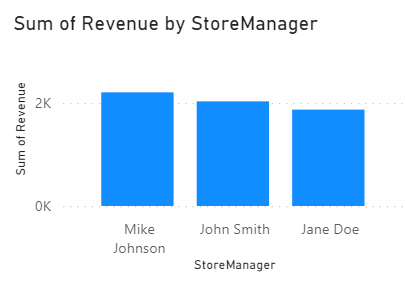 Sum of Revenue by StoreManager
Sum of Revenue
2K
0K
Mike
Johnson
John Smith
Jane Doe
StoreManager